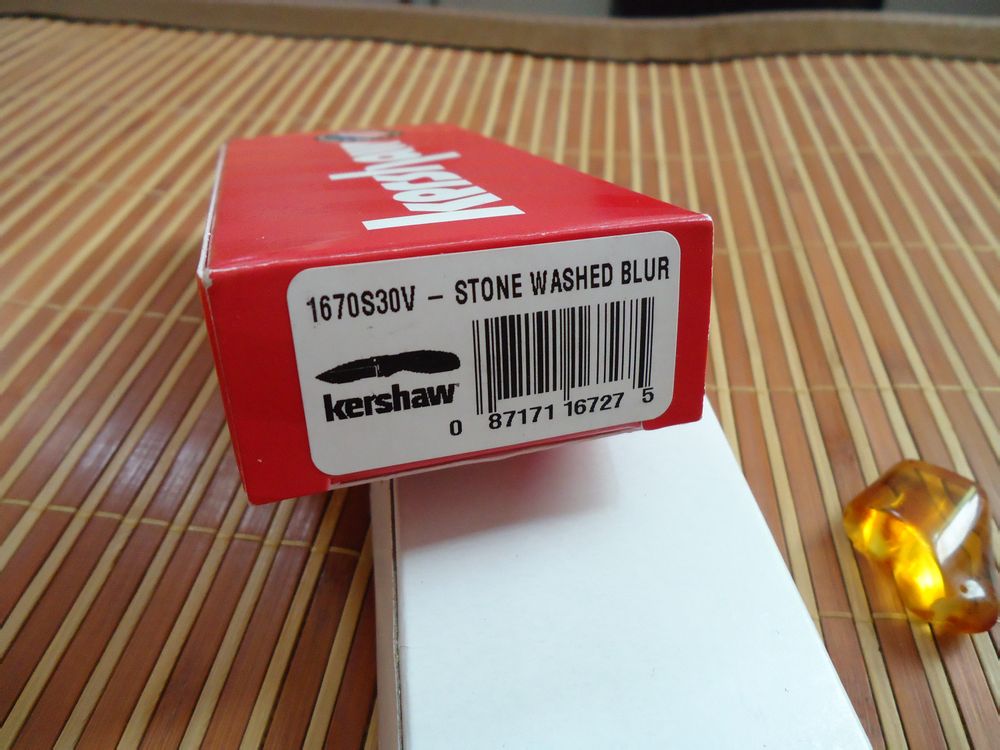 Kershaw
1670S30V – STONE WASHED BLUR
kershaw
0 87171 16727 5